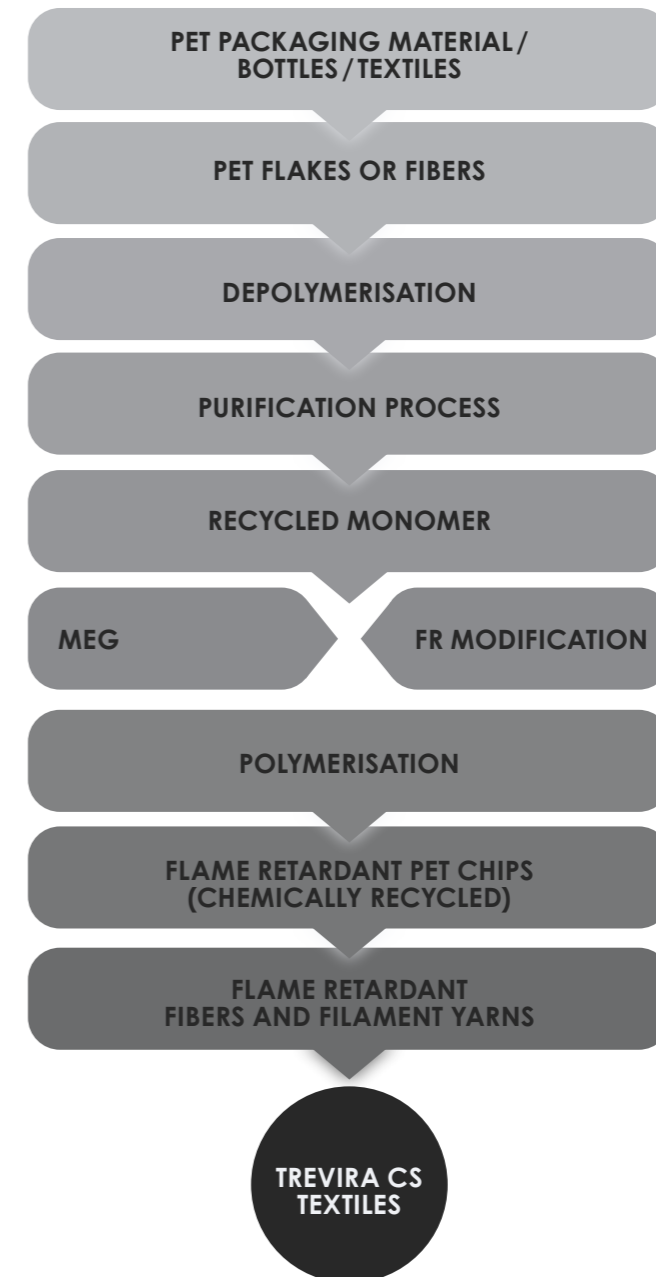 PET PACKAGING MATERIAL/
BOTTLES/TEXTILES
PET FLAKES OR FIBERS
DEPOLYMERISATION
PURIFICATION PROCESS
RECYCLED MONOMER
MEG
FR MODIFICATION
POLYMERISATION
FLAME RETARDANT PET CHIPS
(CHEMICALLY RECYCLED)
FLAME RETARDANT
FIBERS AND FILAMENT YARNS
TREVIRA CS
TEXTILES